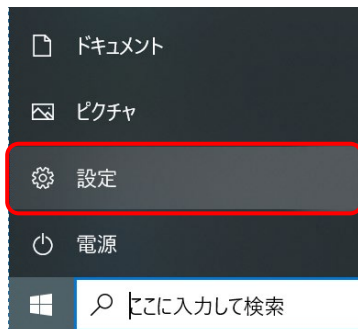 ドキュメント
ピクチャ
設定
電源
ここに入力して検索